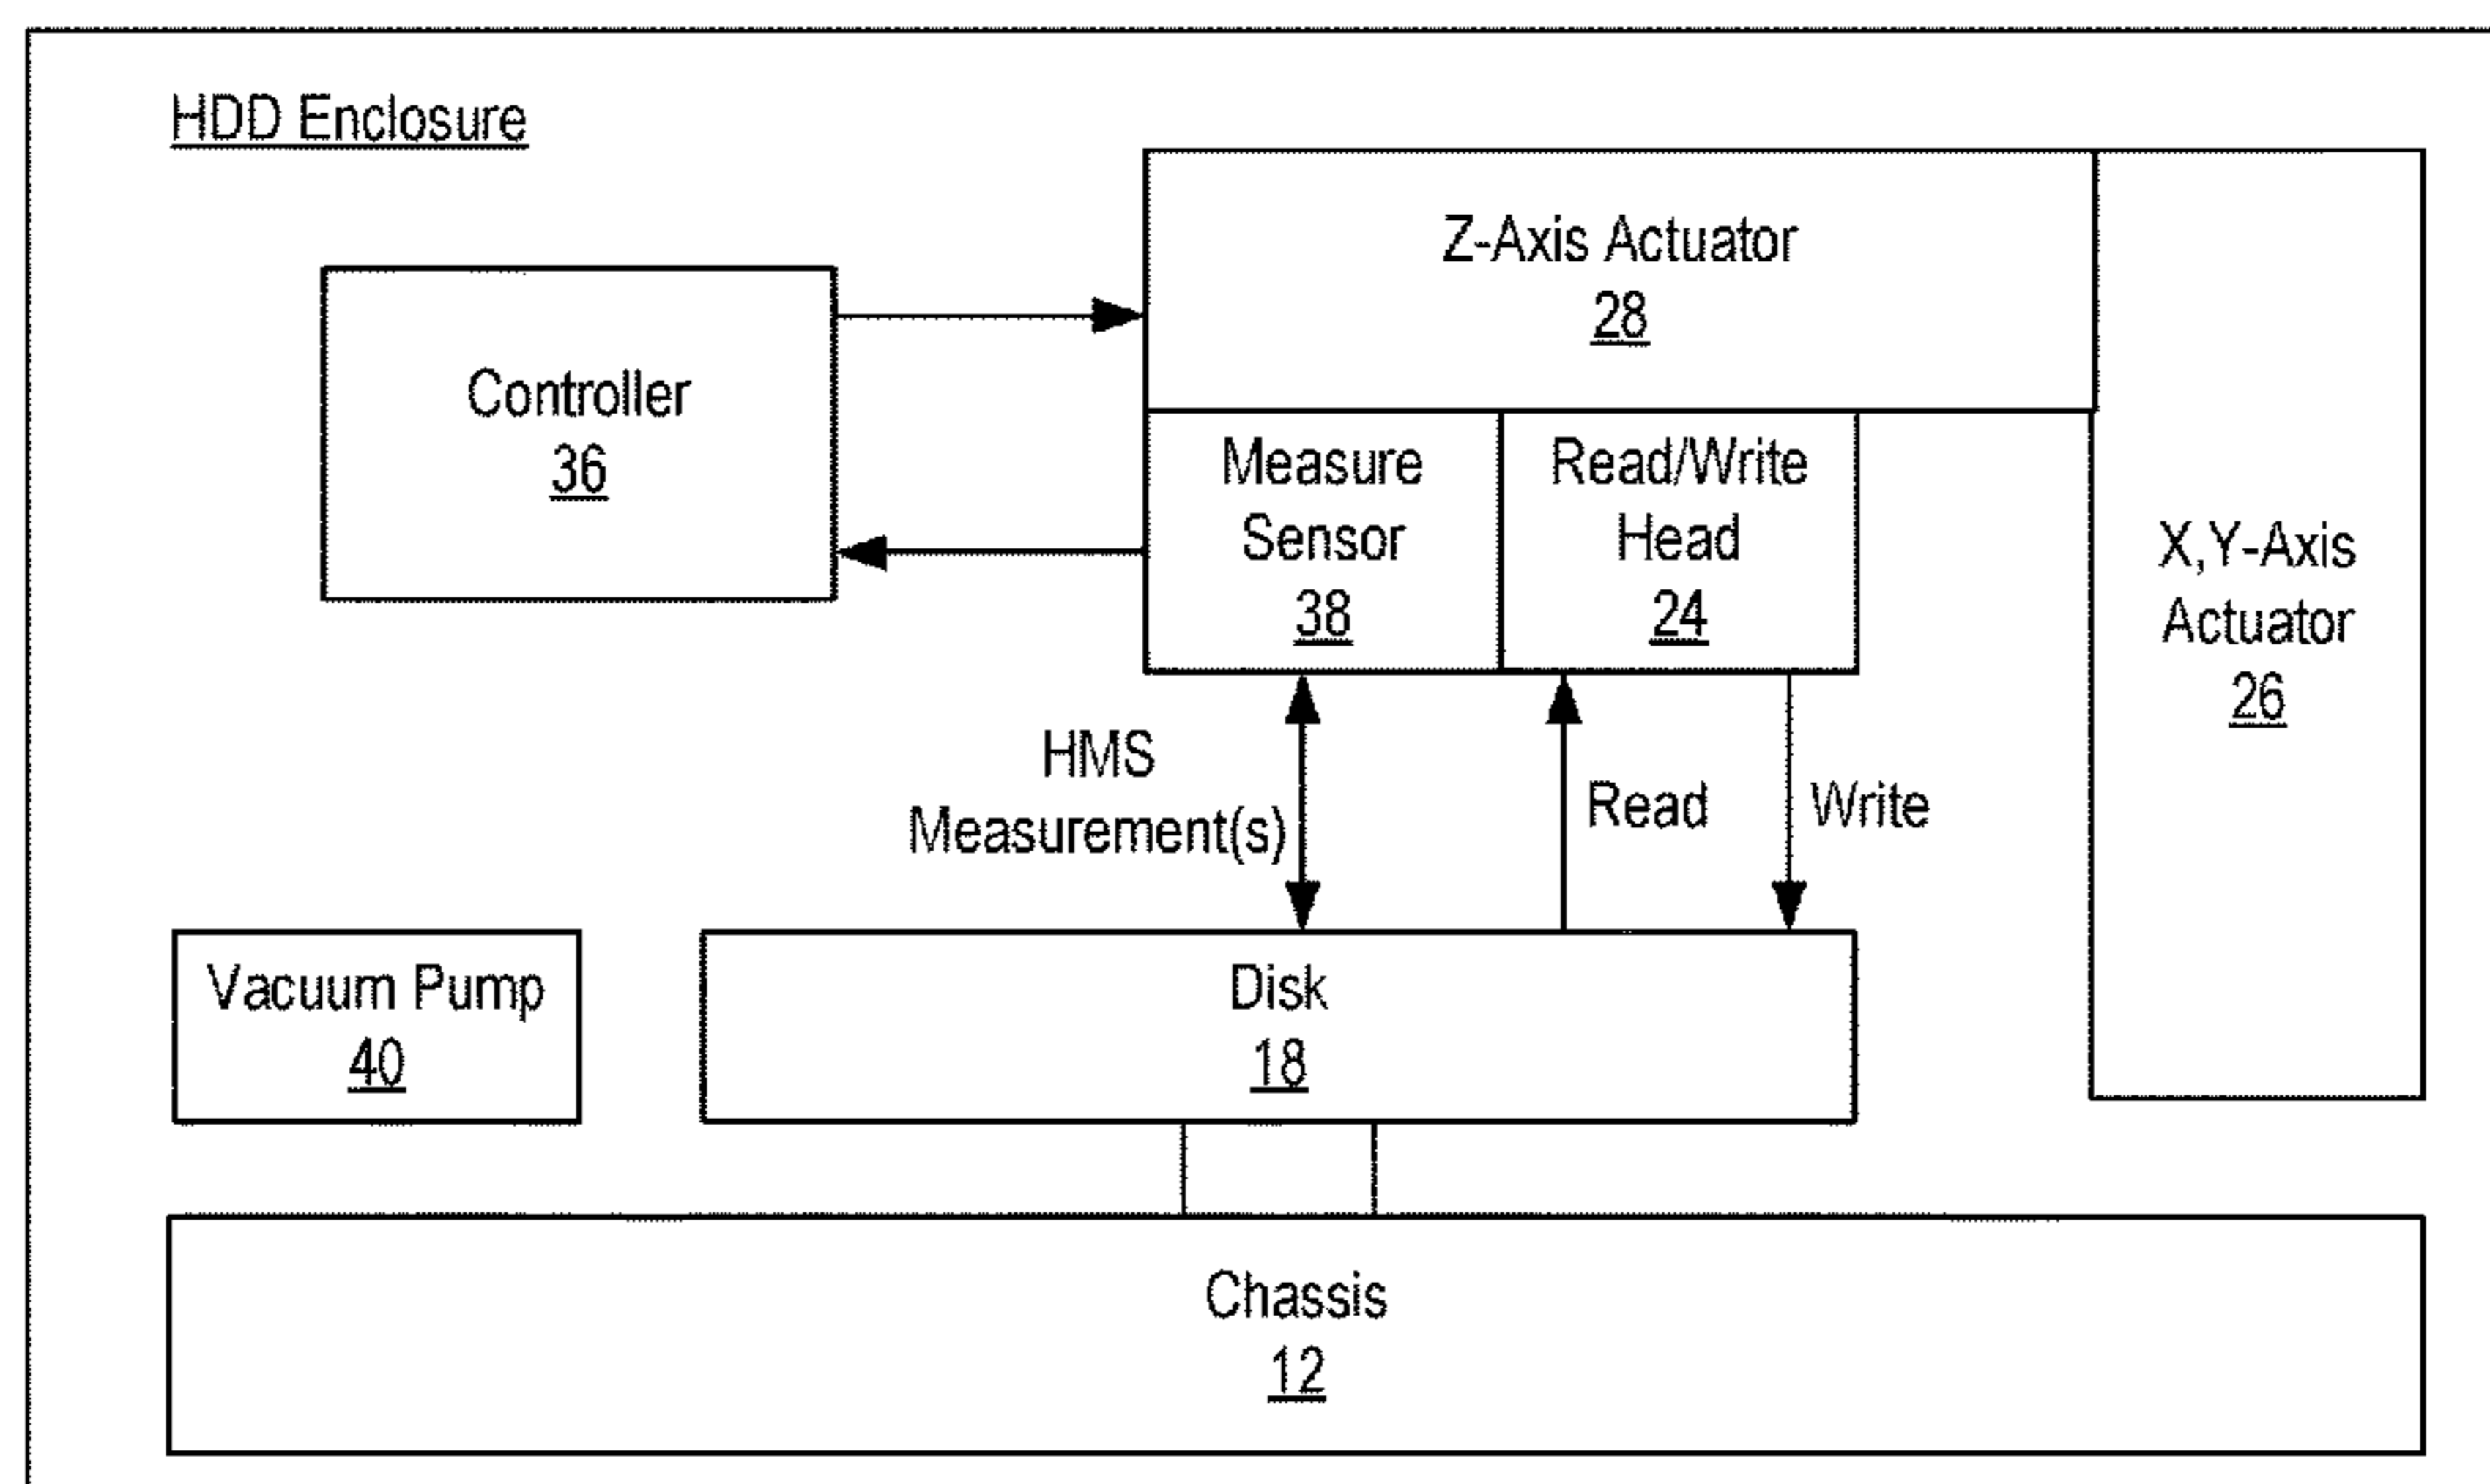 HDD Enclosure
Z-Axis Actuator
28
Controller
36
Measure
Sensor
38
Read/Write
Head
24
X,Y-Axis
Actuator
26
HMS
Measurement(s)
Read
Write
Vacuum Pump
40
Disk
18
Chassis
12